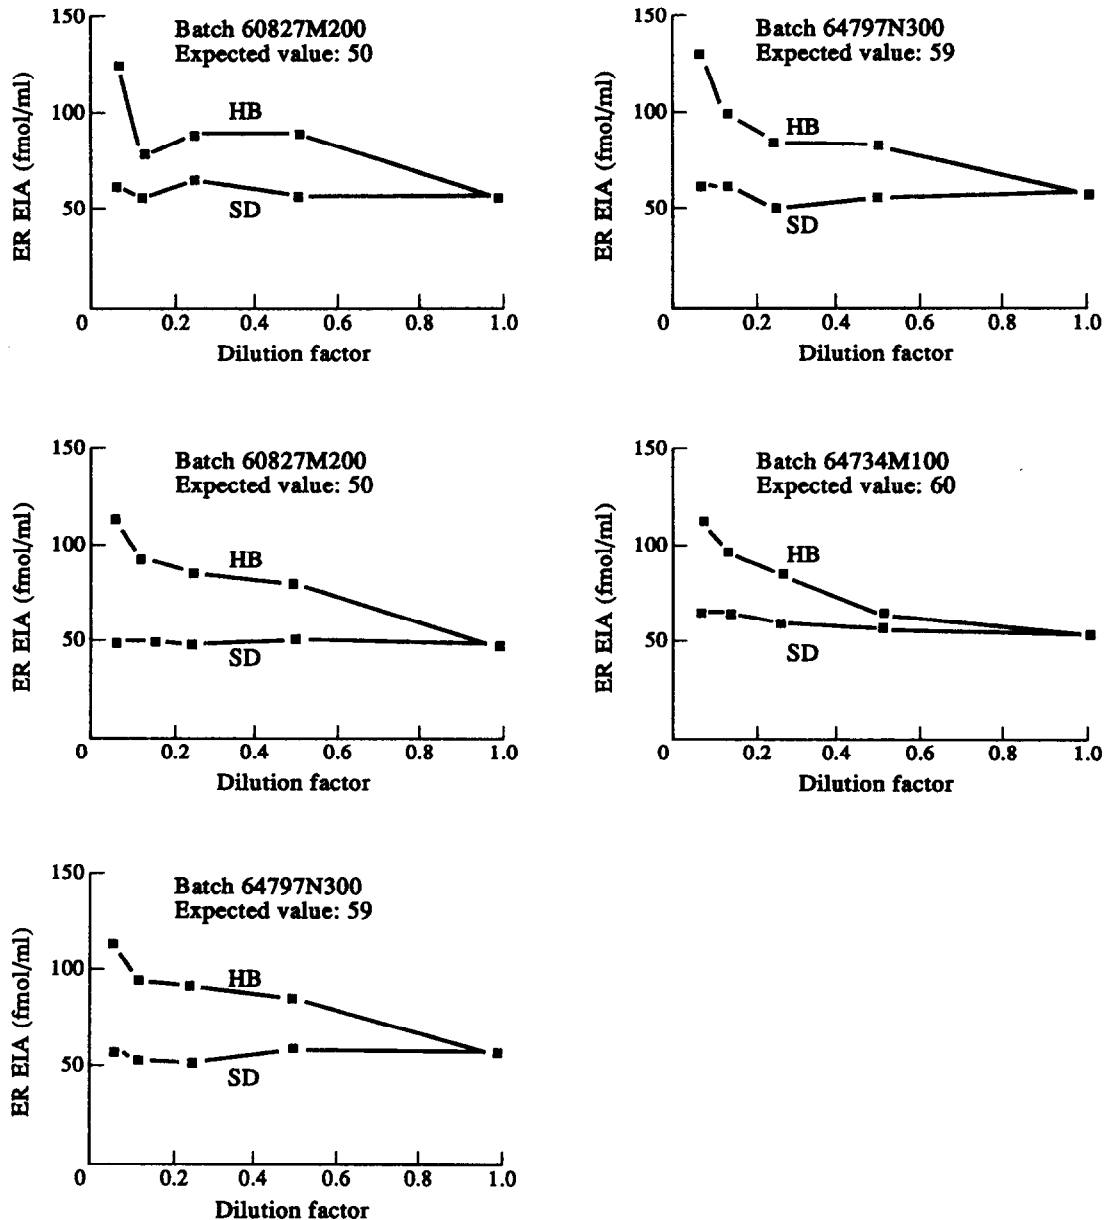 150
100
50
0
ER EIA (fmol/ml)
Batch 60827M200
Expected value: 50
HB
SD
0.2 0.4 0.6 0.8 1.0
Dilution factor
150
100
50
0
ER EIA (fmol/ml)
Batch 64797N300
Expected value: 59
HB
SD
0.2 0.4 0.6 0.8 1.0
Dilution factor
150
100
50
0
ER EIA (fmol/ml)
Batch 60827M200
Expected value: 50
HB
SD
0.2 0.4 0.6 0.8 1.0
Dilution factor
150
100
50
0
ER EIA (fmol/ml)
Batch 64734M100
Expected value: 60
HB
SD
0.2 0.4 0.6 0.8 1.0
Dilution factor
150
100
50
0
ER EIA (fmol/ml)
Batch 64797N300
Expected value: 59
HB
SD
0.2 0.4 0.6 0.8 1.0
Dilution factor